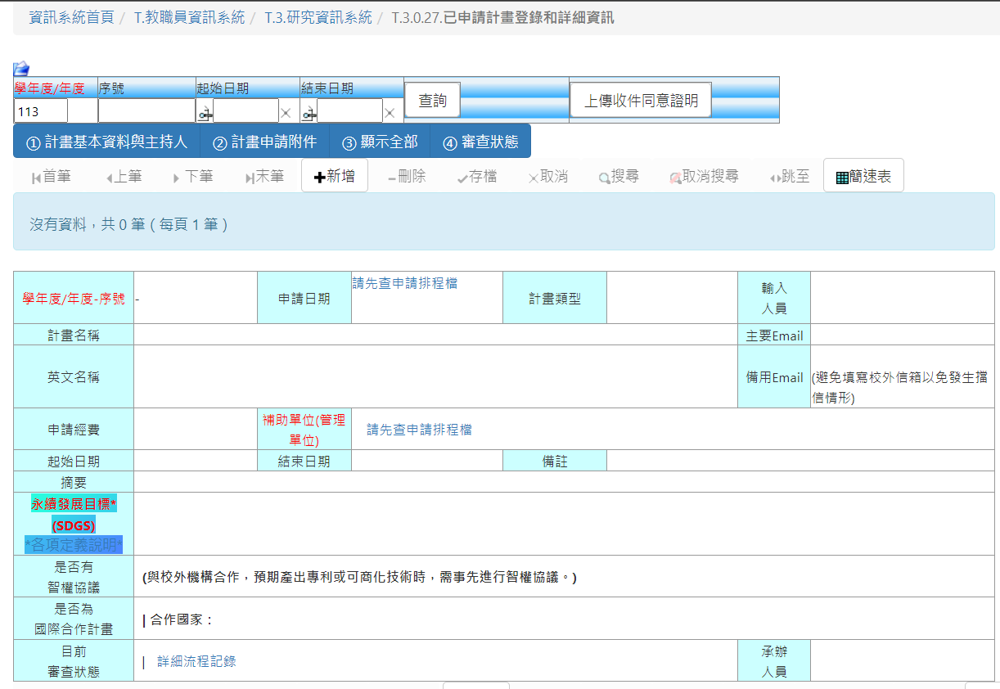 資訊系統首頁 / T.教職員資訊系統 / T.3.研究資訊系統 / T.3.0.27.已申請計畫登錄和詳細資訊
學年度/年度 序號 起始日期 結束日期
113
查詢
上傳收件同意證明
① 計畫基本資料與主持人 ② 計畫申請附件 ③ 顯示全部 ④ 審查狀態
首筆 上筆 下筆 末筆 新增 刪除 存檔 取消 搜尋 取消搜尋 跳至 簡速表
沒有資料，共 0 筆 ( 每頁 1 筆 )
學年度/年度-序號 - 申請日期 請先查申請排程檔 計畫類型 輸入
人員
計畫名稱 主要Email
英文名稱 備用Email (避免填寫校外信箱以免發生擋
信情形)
申請經費 補助單位(管理
單位) 請先查申請排程檔
起始日期 結束日期 備註
摘要
永續發展目標*
(SDGS)
*各項定義說明*
是否有
智權協議 (與校外機構合作，預期產出專利或可商化技術時，需事先進行智權協議。)
是否為
國際合作計畫 | 合作國家：
目前
審查狀態 | 詳細流程記錄 承辦
人員